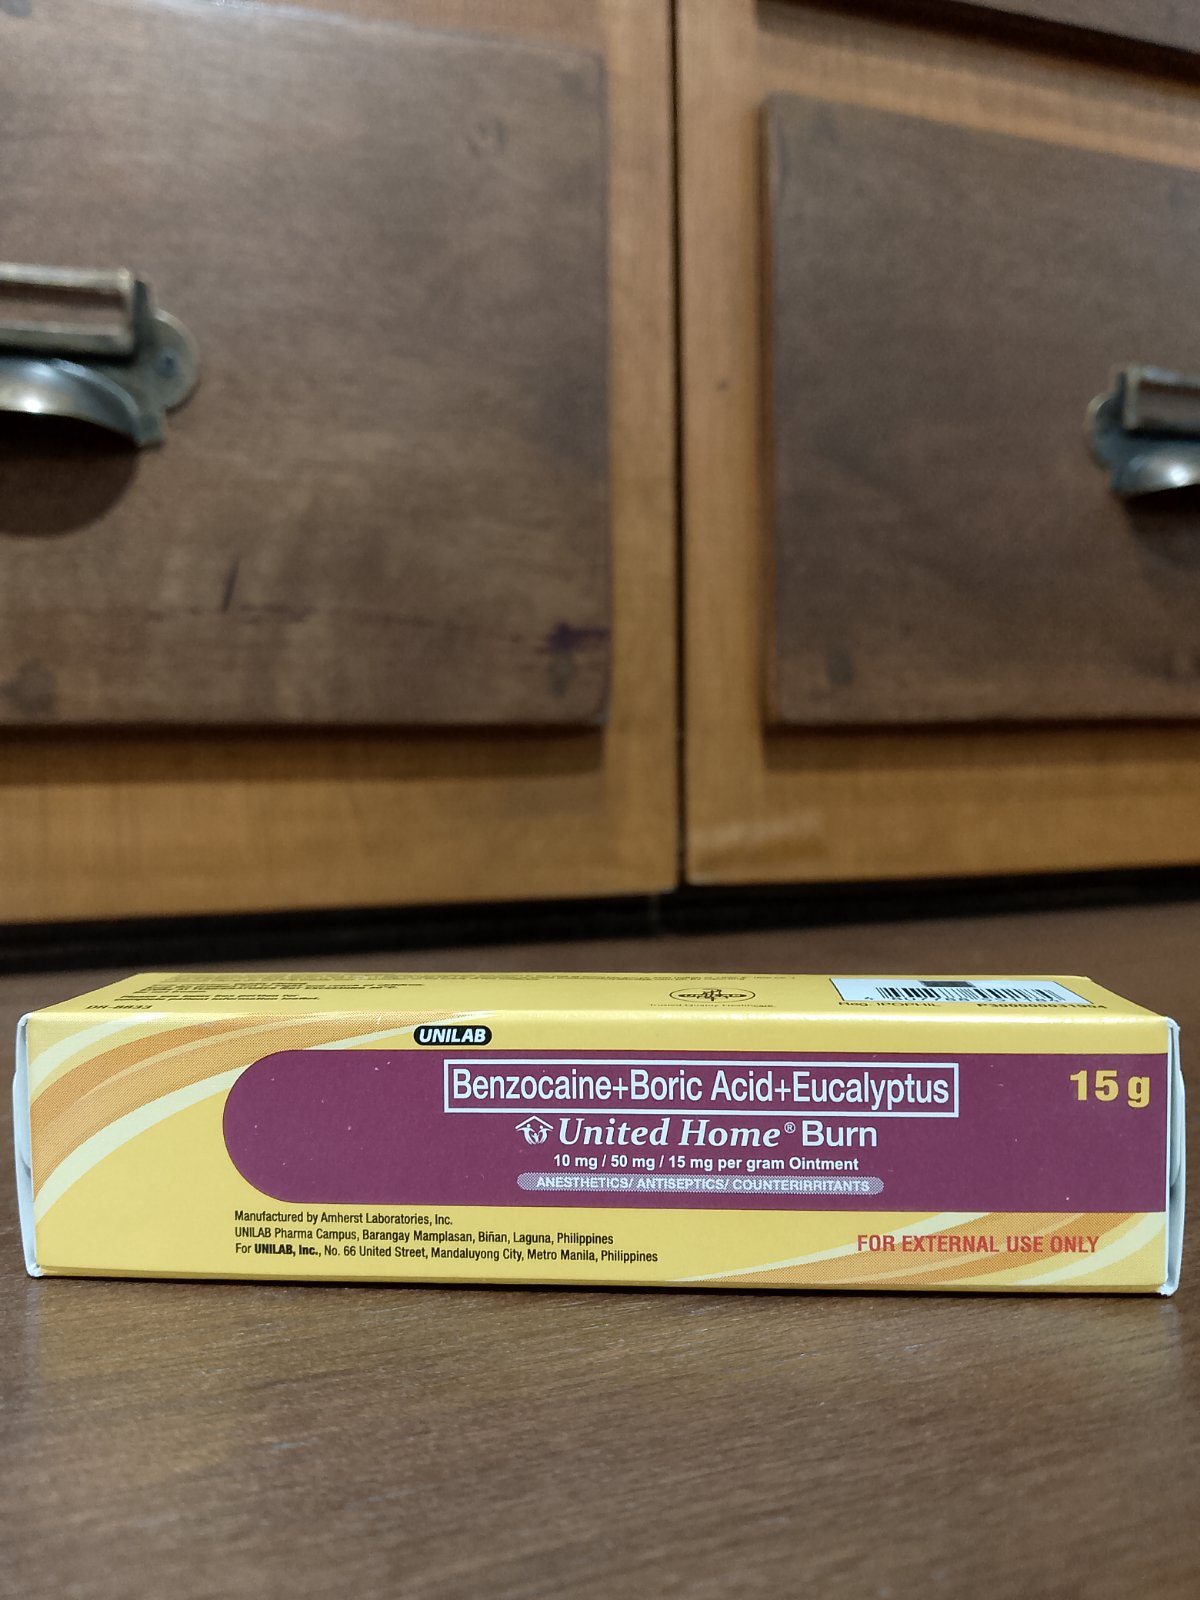 DR-8833
UNILAB
Benzocaine+Boric Acid+Eucalyptus
15 g
United Home® Burn
10 mg / 50 mg / 15 mg per gram Ointment
ANESTHETICS/ ANTISEPTICS/ COUNTERIRRITANTS
Manufactured by Amherst Laboratories, Inc.
UNILAB Pharma Campus, Barangay Mamplasan, Biñan, Laguna, Philippines
For UNILAB, Inc., No. 66 United Street, Mandaluyong City, Metro Manila, Philippines
FOR EXTERNAL USE ONLY